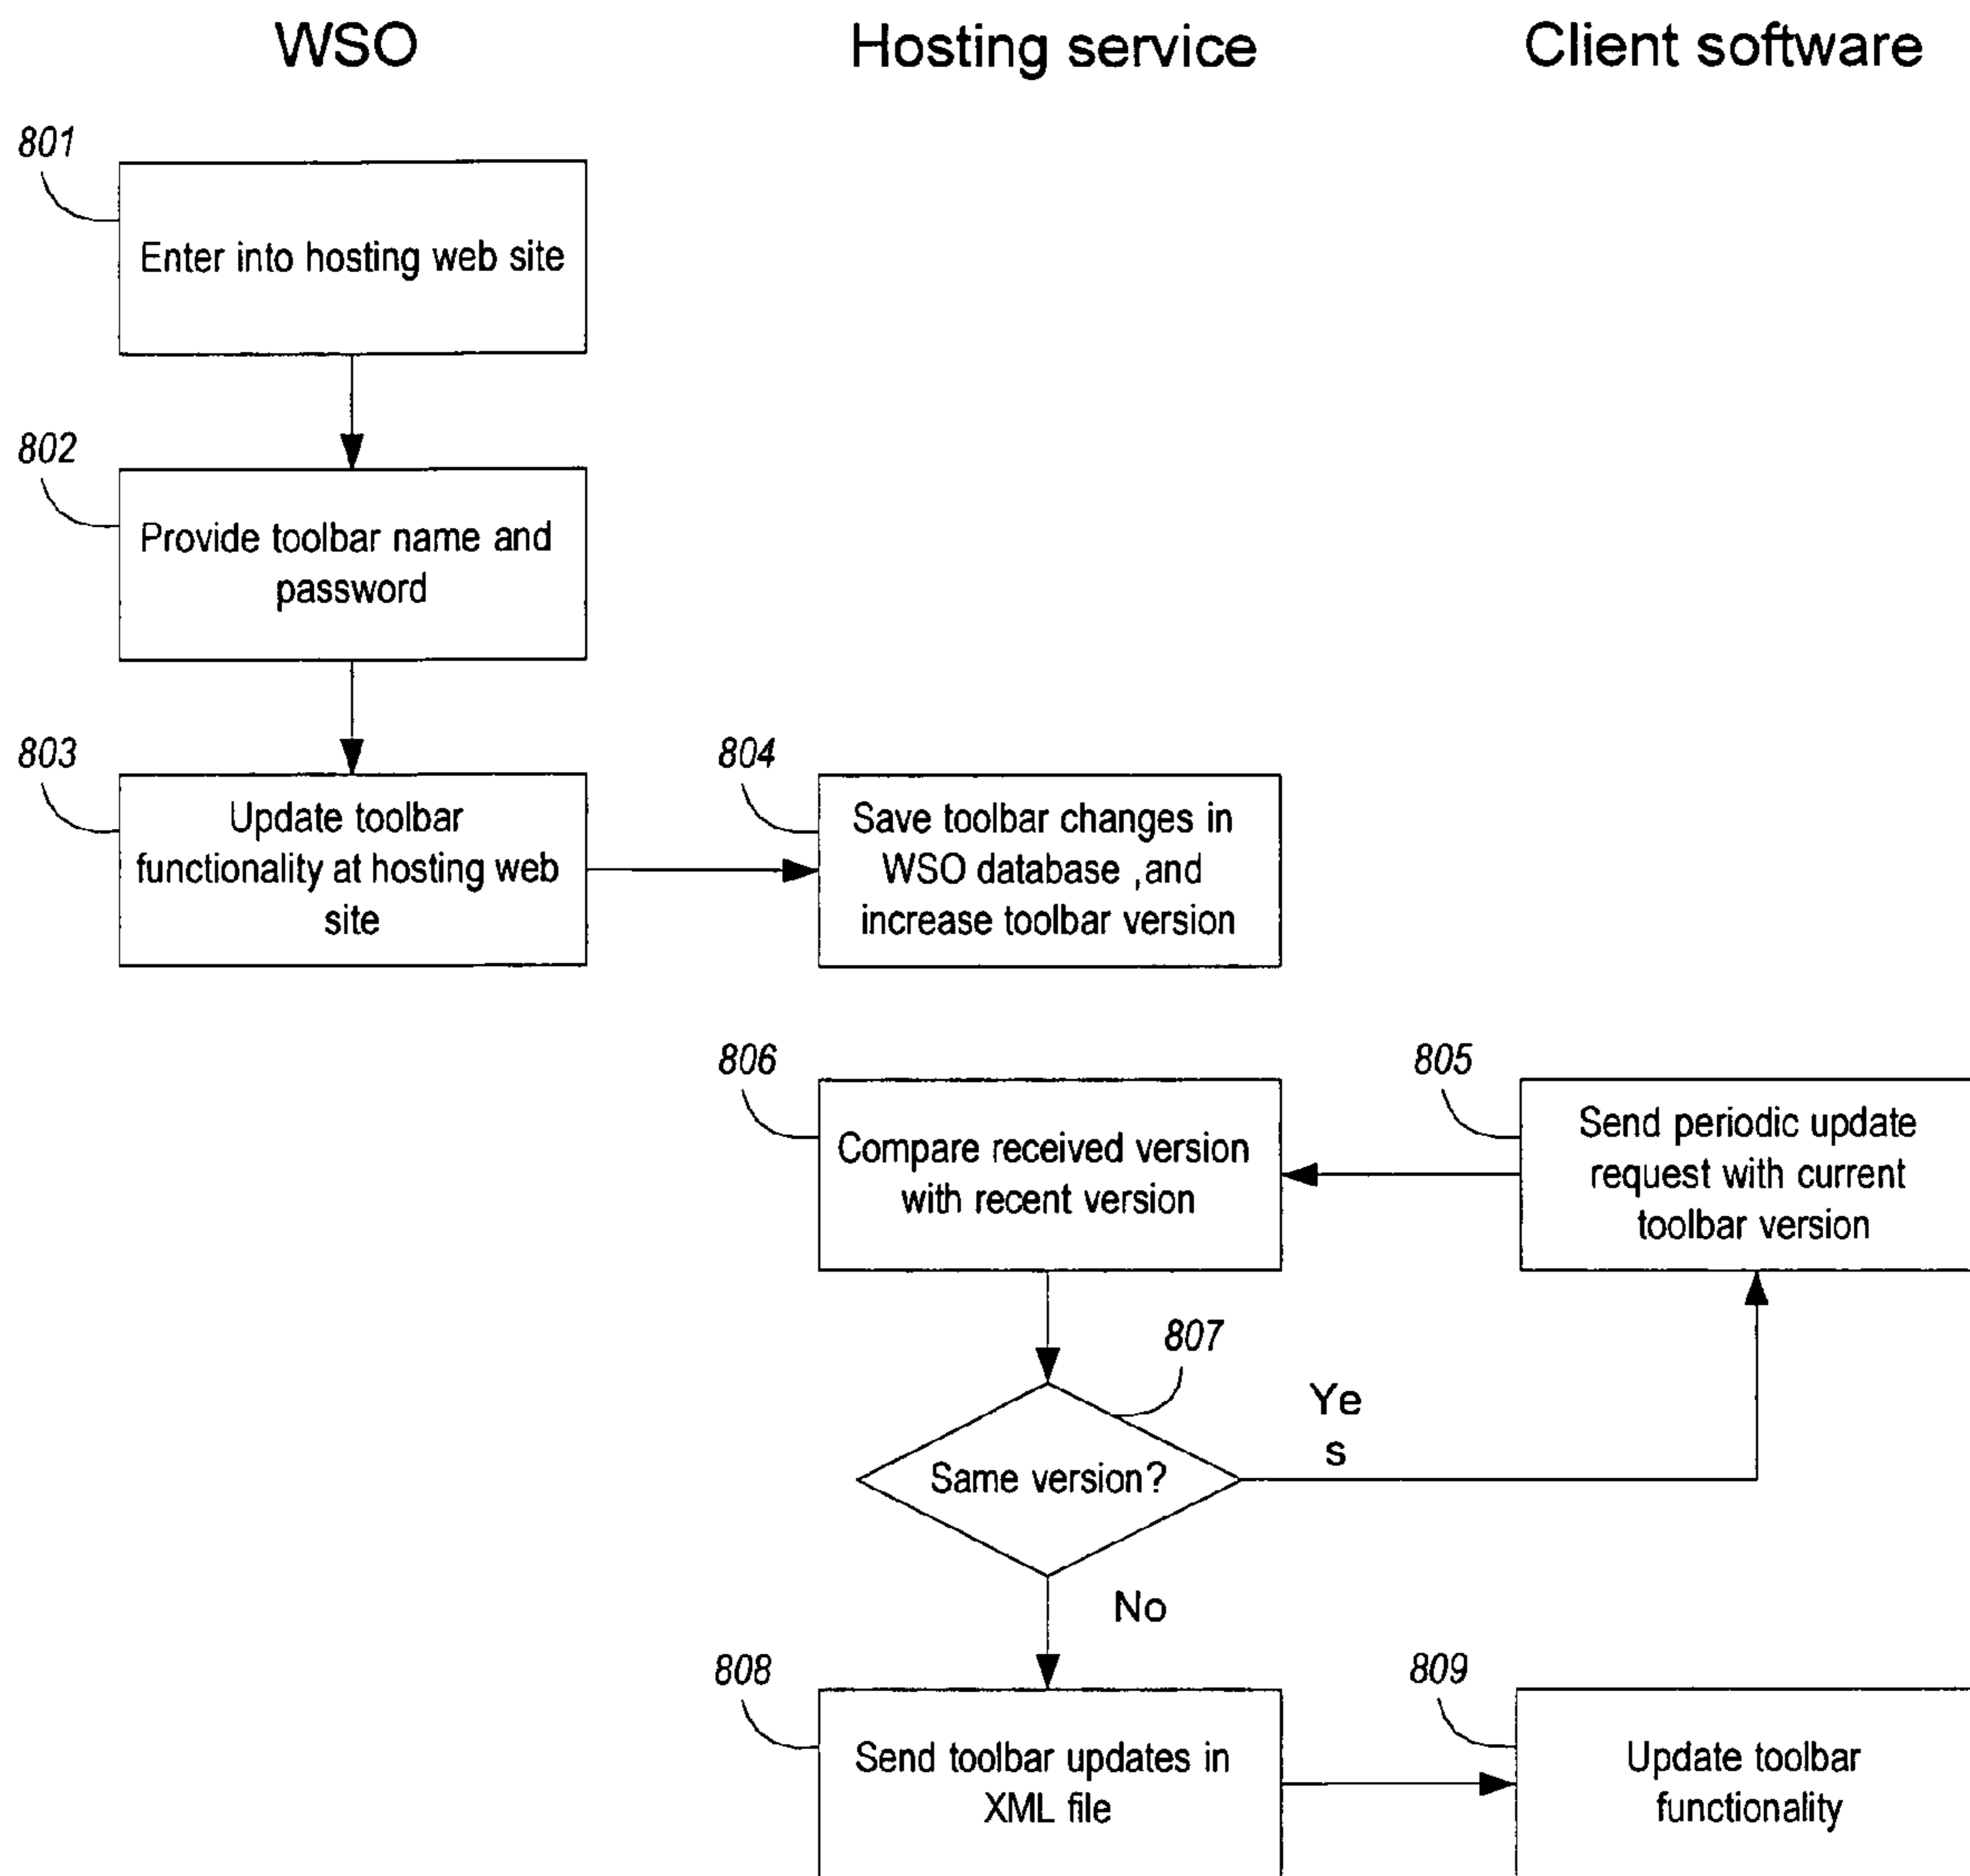 WSO
Hosting service
Client software
801
Enter into hosting web site
802
Provide toolbar name and
password
803
Update toolbar
functionality at hosting web
site
804
Save toolbar changes in
WSO database ,and
increase toolbar version
806
Compare received version
with recent version
805
Send periodic update
request with current
toolbar version
807
Same version?
Ye
s
No
808
Send toolbar updates in
XML file
809
Update toolbar
functionality